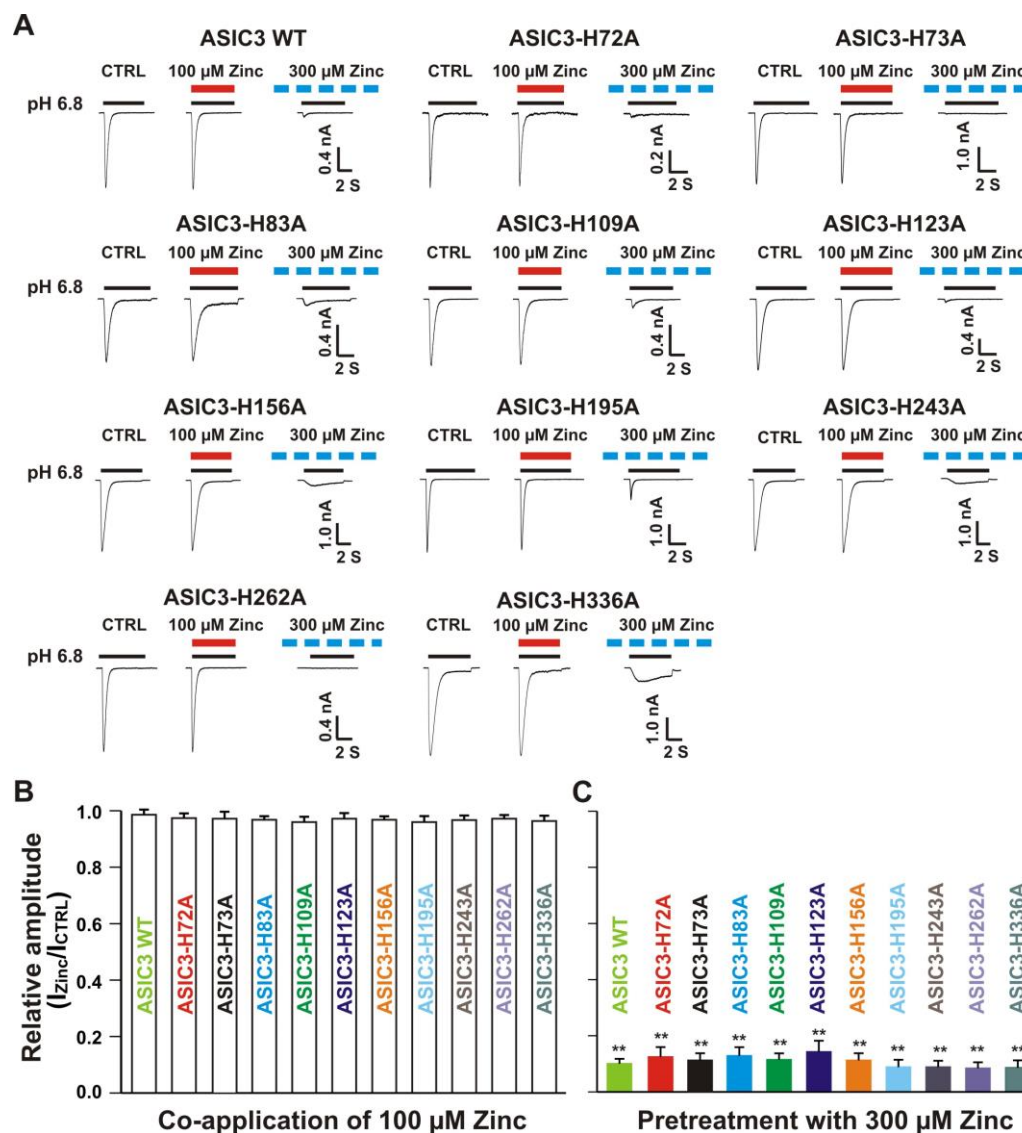 A
ASIC3 WT ASIC3-H72A ASIC3-H73A
CTRL 100 µM Zinc 300 µM Zinc CTRL 100 µM Zinc 300 µM Zinc CTRL 100 µM Zinc 300 µM Zinc
pH 6.8
0.4 nA 0.2 nA 1.0 nA
2 S 2 S 2 S
ASIC3-H83A ASIC3-H109A ASIC3-H123A
CTRL 100 µM Zinc 300 µM Zinc CTRL 100 µM Zinc 300 µM Zinc CTRL 100 µM Zinc 300 µM Zinc
pH 6.8
0.4 nA 0.4 nA 0.4 nA
2 S 2 S 2 S
ASIC3-H156A ASIC3-H195A ASIC3-H243A
CTRL 100 µM Zinc 300 µM Zinc CTRL 100 µM Zinc 300 µM Zinc CTRL 100 µM Zinc 300 µM Zinc
pH 6.8
1.0 nA 1.0 nA 1.0 nA
2 S 2 S 2 S
ASIC3-H262A ASIC3-H336A
CTRL 100 µM Zinc 300 µM Zinc CTRL 100 µM Zinc 300 µM Zinc
pH 6.8
0.4 nA 1.0 nA
2 S 2 S
B
Relative amplitude
(IZinc/ICTRL)
1.0
0.8
0.6
0.4
0.2
0.0
ASIC3 WT
ASIC3-H72A
ASIC3-H73A
ASIC3-H83A
ASIC3-H109A
ASIC3-H123A
ASIC3-H156A
ASIC3-H195A
ASIC3-H243A
ASIC3-H262A
ASIC3-H336A
Co-application of 100 µM Zinc
C
ASIC3 WT
ASIC3-H72A
ASIC3-H73A
ASIC3-H83A
ASIC3-H109A
ASIC3-H123A
ASIC3-H156A
ASIC3-H195A
ASIC3-H243A
ASIC3-H262A
ASIC3-H336A
** ** ** ** ** ** ** ** ** ** **
Pretreatment with 300 µM Zinc